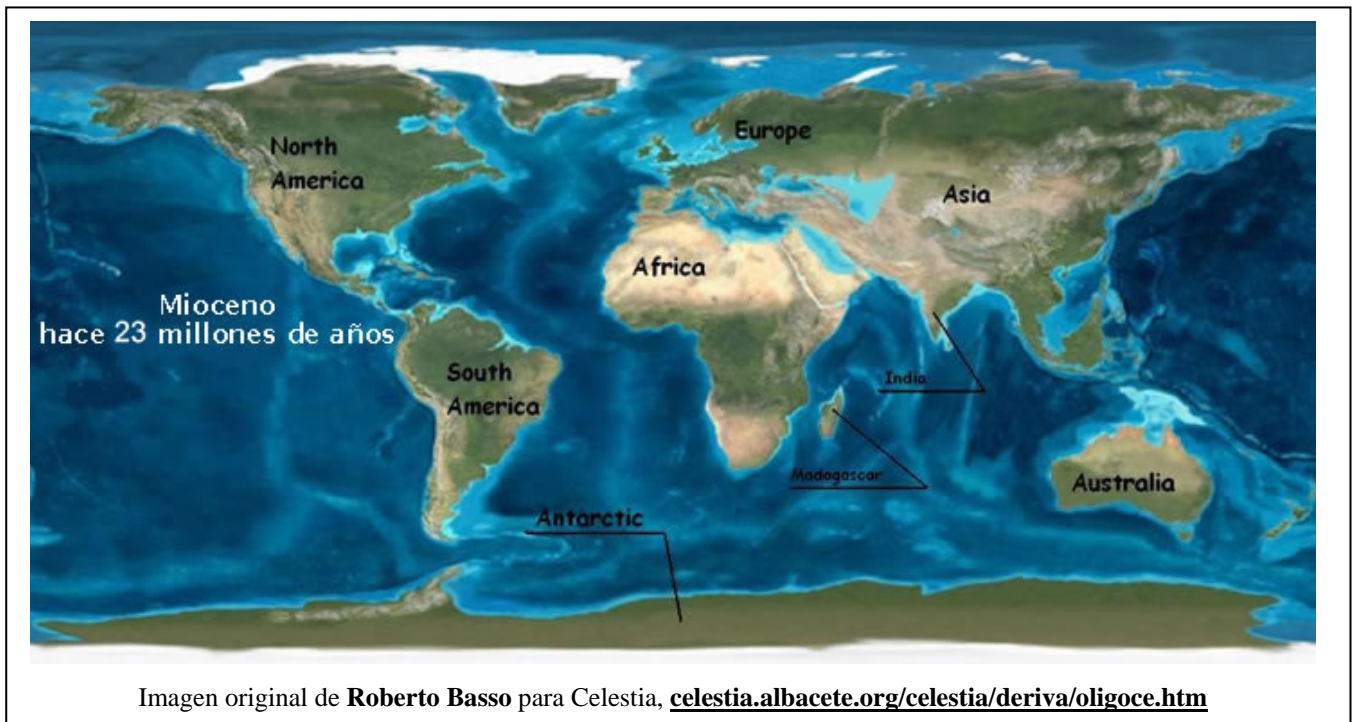 North
America
Europe
Asia
Africa
Mioceno
hace 23 millones de años
South
America
India
Madagascar
Australia
Antarctic
Imagen original de Roberto Basso para Celestia, celestia.albacete.org/celestia/deriva/oligoce.htm